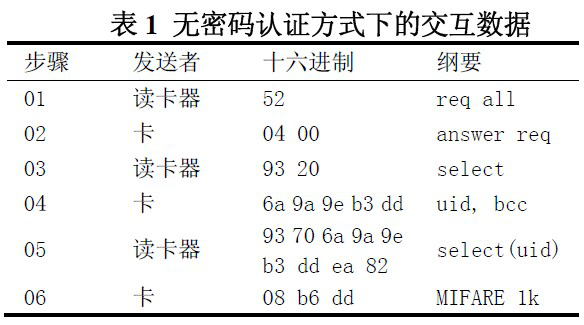 表 1 无密码认证方式下的交互数据
步骤 发送者 十六进制 纲要
01 读卡器 52 req all
02 卡 04 00 answer req
03 读卡器 93 20 select
04 卡 6a 9a 9e b3 dd uid, bcc
05 读卡器 93 70 6a 9a 9e b3 dd ea 82 select(uid)
06 卡 08 b6 dd MIFARE 1k